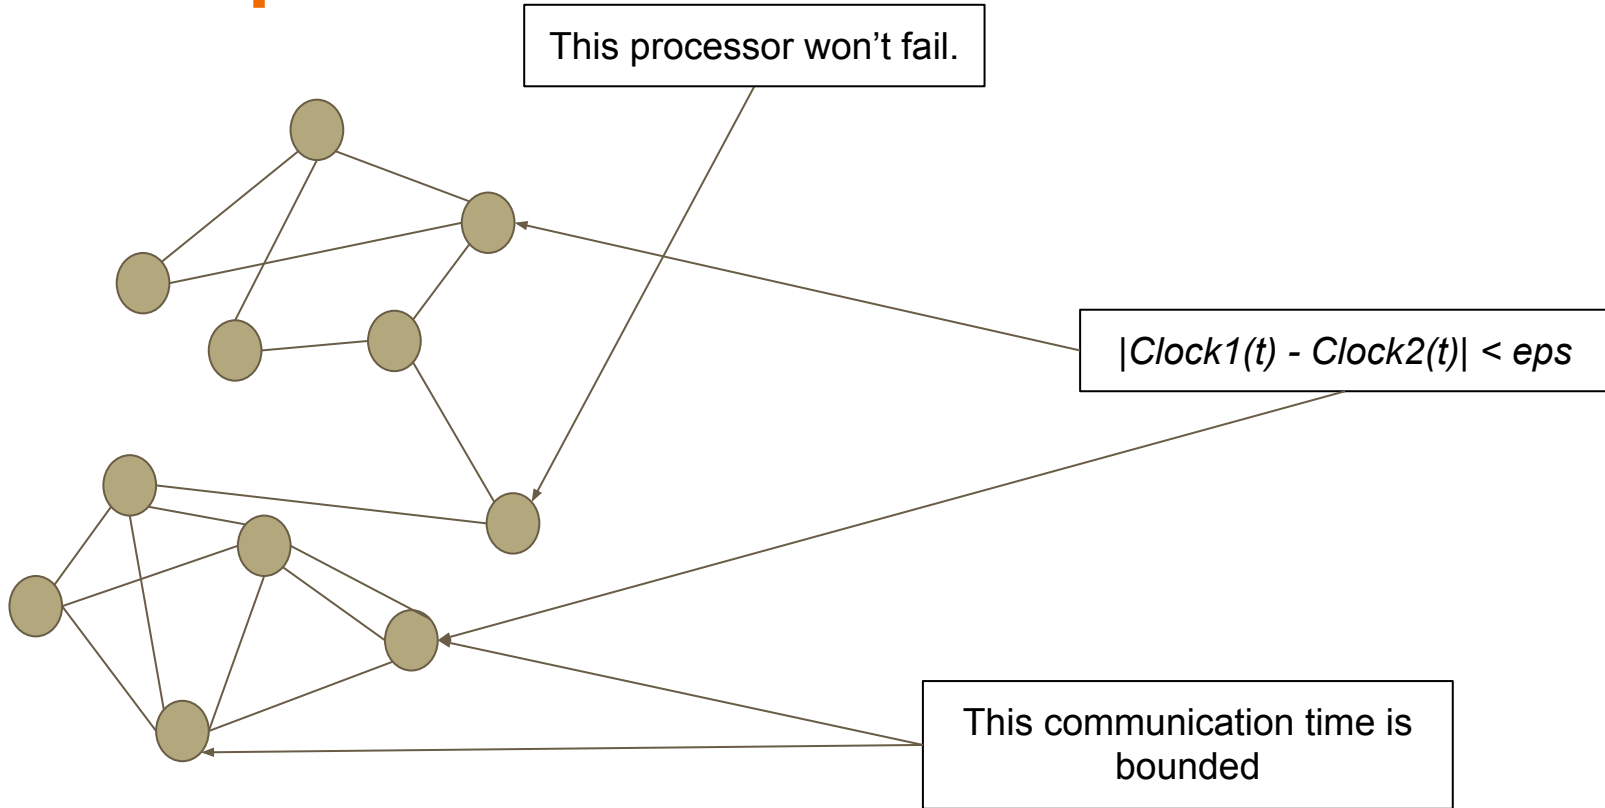 This processor won’t fail.
|Clock1(t) - Clock2(t)| < eps
This communication time is
bounded